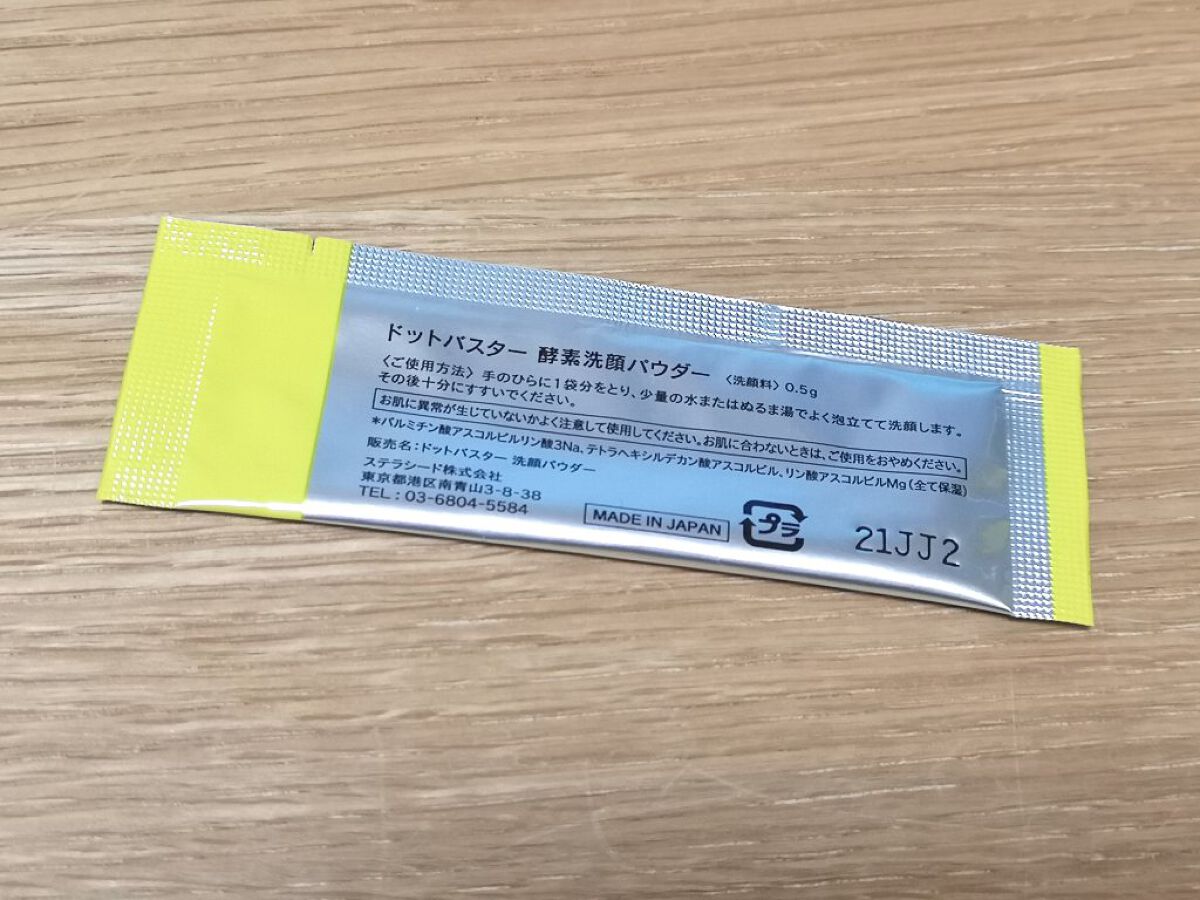 ドットバスター 酵素洗顔パウダー 〈洗顔料〉0.5g
〈ご使用方法〉手のひらに1袋分をとり、少量の水またはぬるま湯でよく泡立てて洗顔します。
その後十分にすすいでください。
お肌に異常が生じていないかよく注意して使用してください。お肌に合わないときは、ご使用をおやめください。
*パルミチン酸アスコルビルリン酸3Na、テトラヘキシルデカン酸アスコルビル、リン酸アスコルビルMg(全て保湿)
販売名:ドットバスター 洗顔パウダー
ステラシード株式会社
東京都港区南青山3-8-38
TEL:03-6804-5584
MADE IN JAPAN
プラ
21JJ2